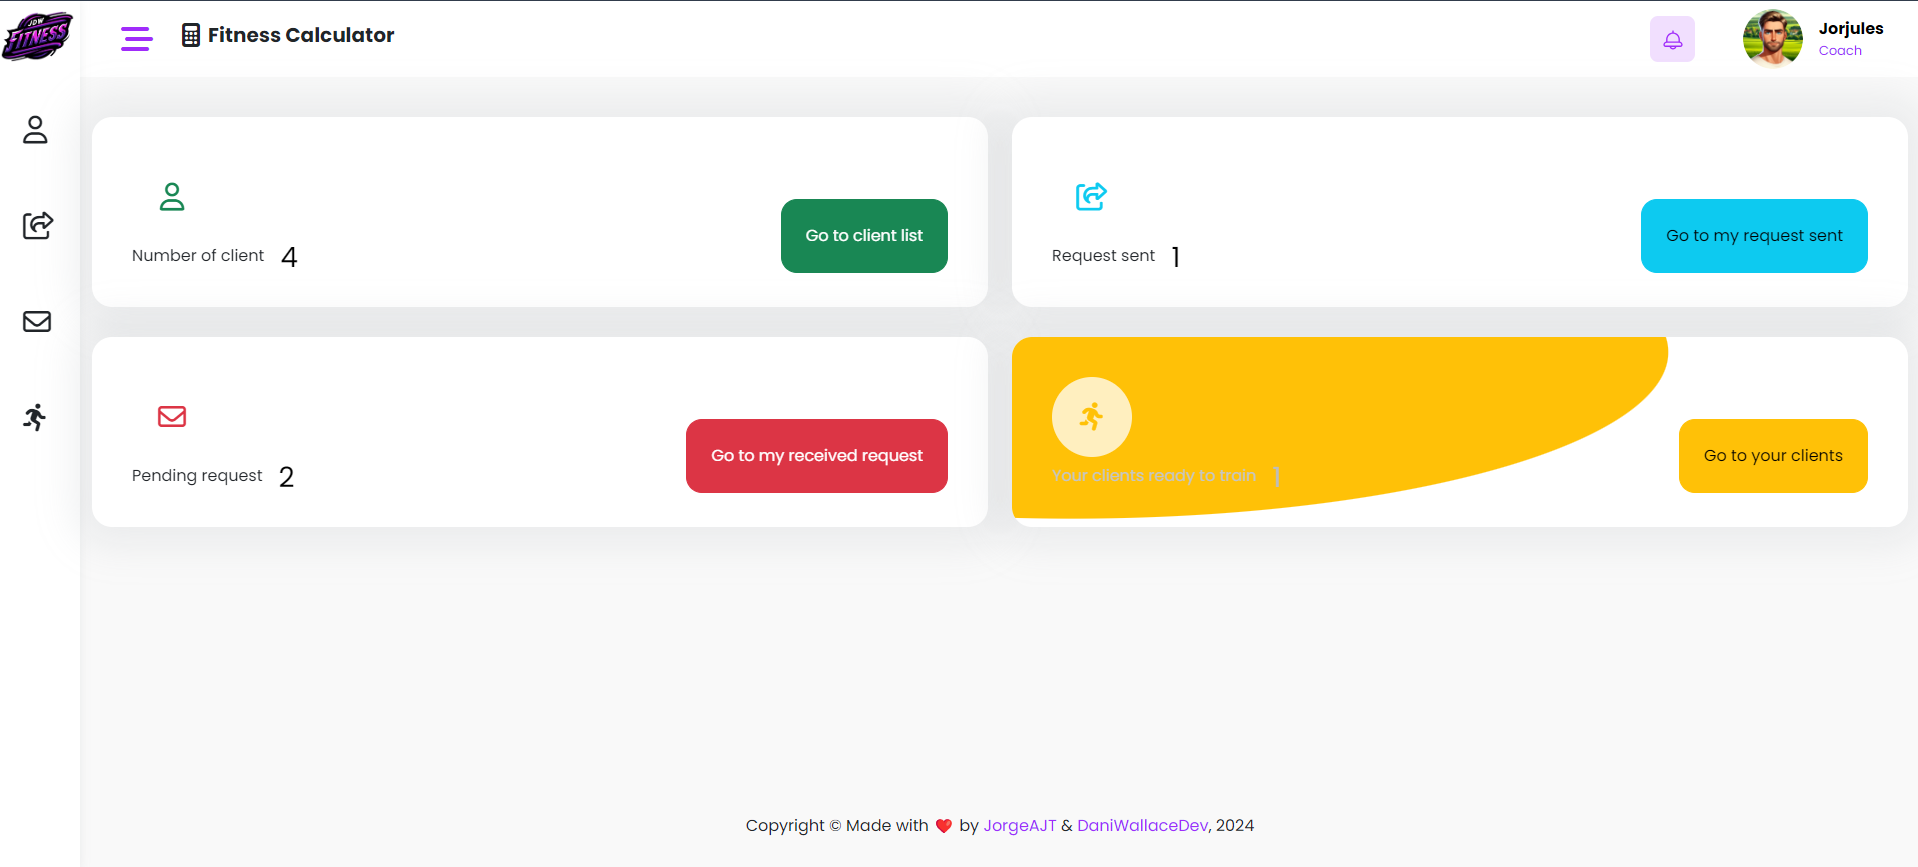 JDW
FITNESS
Fitness Calculator
Jorjules
Coach
Number of client 4
Go to client list
Request sent 1
Go to my request sent
Pending request 2
Go to my received request
Your clients ready to train 1
Go to your clients
Copyright © Made with ❤️ by JorgeAJT & DaniWallaceDev, 2024